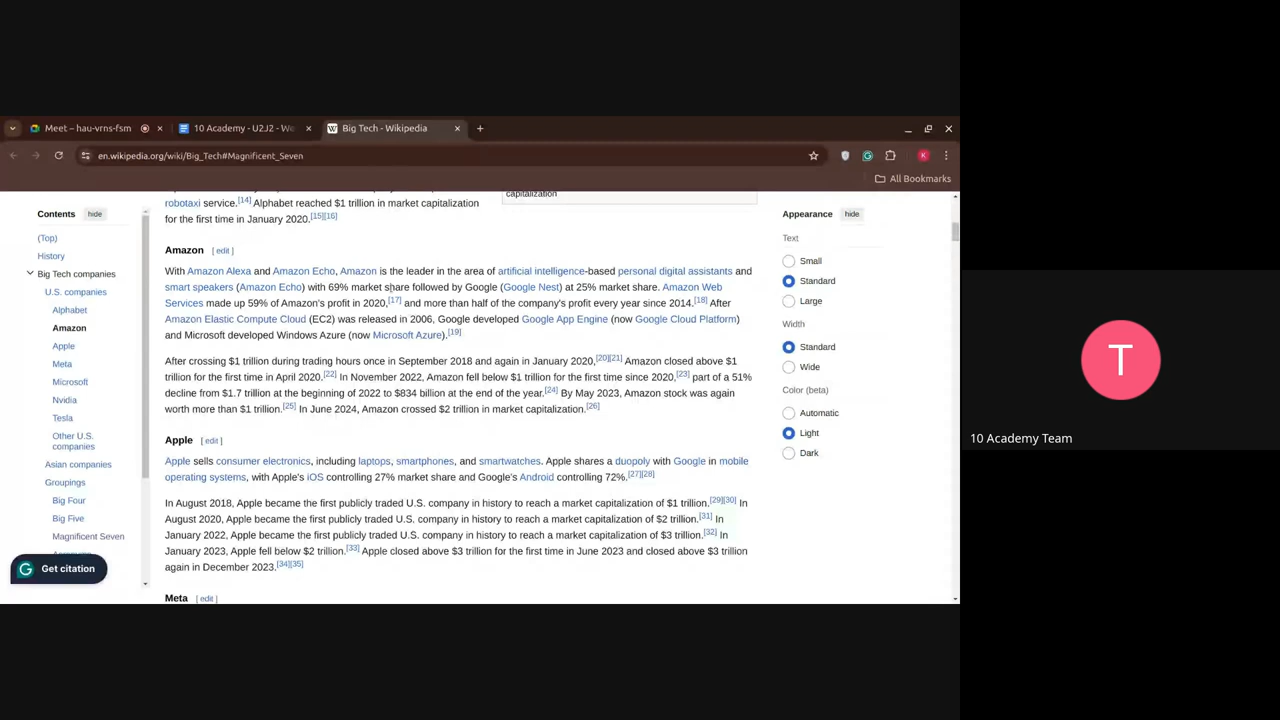 Meet – hau-vrns-fsm
10 Academy - U2J2 - We
Big Tech - Wikipedia
en.wikipedia.org/wiki/Big_Tech#Magnificent_Seven
All Bookmarks
Contents hide
(Top)
History
Big Tech companies
U.S. companies
Alphabet
Amazon
Apple
Meta
Microsoft
Nvidia
Tesla
Other U.S.
companies
Asian companies
Groupings
Big Four
Big Five
Magnificent Seven
Get citation
capitalization
robotaxi service.[14] Alphabet reached $1 trillion in market capitalization
for the first time in January 2020.[15][16]
Amazon [ edit ]
With Amazon Alexa and Amazon Echo, Amazon is the leader in the area of artificial intelligence-based personal digital assistants and
smart speakers (Amazon Echo) with 69% market share followed by Google (Google Nest) at 25% market share. Amazon Web
Services made up 59% of Amazon's profit in 2020,[17] and more than half of the company's profit every year since 2014.[18] After
Amazon Elastic Compute Cloud (EC2) was released in 2006, Google developed Google App Engine (now Google Cloud Platform)
and Microsoft developed Windows Azure (now Microsoft Azure).[19]
After crossing $1 trillion during trading hours once in September 2018 and again in January 2020,[20][21] Amazon closed above $1
trillion for the first time in April 2020.[22] In November 2022, Amazon fell below $1 trillion for the first time since 2020,[23] part of a 51%
decline from $1.7 trillion at the beginning of 2022 to $834 billion at the end of the year.[24] By May 2023, Amazon stock was again
worth more than $1 trillion.[25] In June 2024, Amazon crossed $2 trillion in market capitalization.[26]
Apple [ edit ]
Apple sells consumer electronics, including laptops, smartphones, and smartwatches. Apple shares a duopoly with Google in mobile
operating systems, with Apple's iOS controlling 27% market share and Google's Android controlling 72%.[27][28]
In August 2018, Apple became the first publicly traded U.S. company in history to reach a market capitalization of $1 trillion.[29][30] In
August 2020, Apple became the first publicly traded U.S. company in history to reach a market capitalization of $2 trillion.[31] In
January 2022, Apple became the first publicly traded U.S. company in history to reach a market capitalization of $3 trillion.[32] In
January 2023, Apple fell below $2 trillion.[33] Apple closed above $3 trillion for the first time in June 2023 and closed above $3 trillion
again in December 2023.[34][35]
Meta [ edit ]
Appearance hide
Text
Small
Standard
Large
Width
Standard
Wide
Color (beta)
Automatic
Light
Dark
T
10 Academy Team